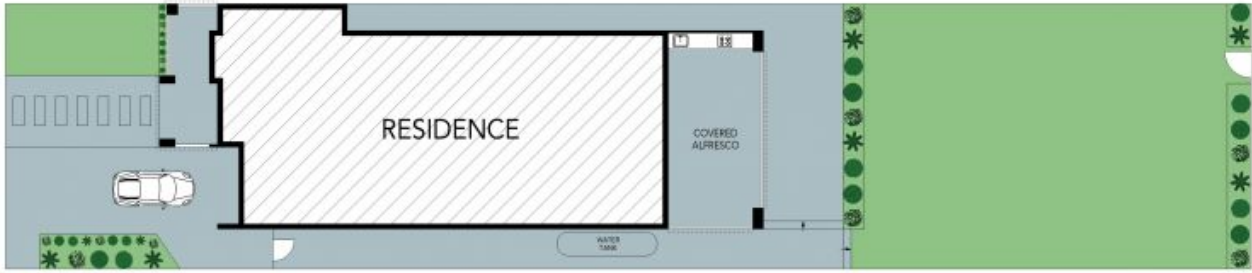 RESIDENCE
COVERED
ALFRESCO
WATER
TANK